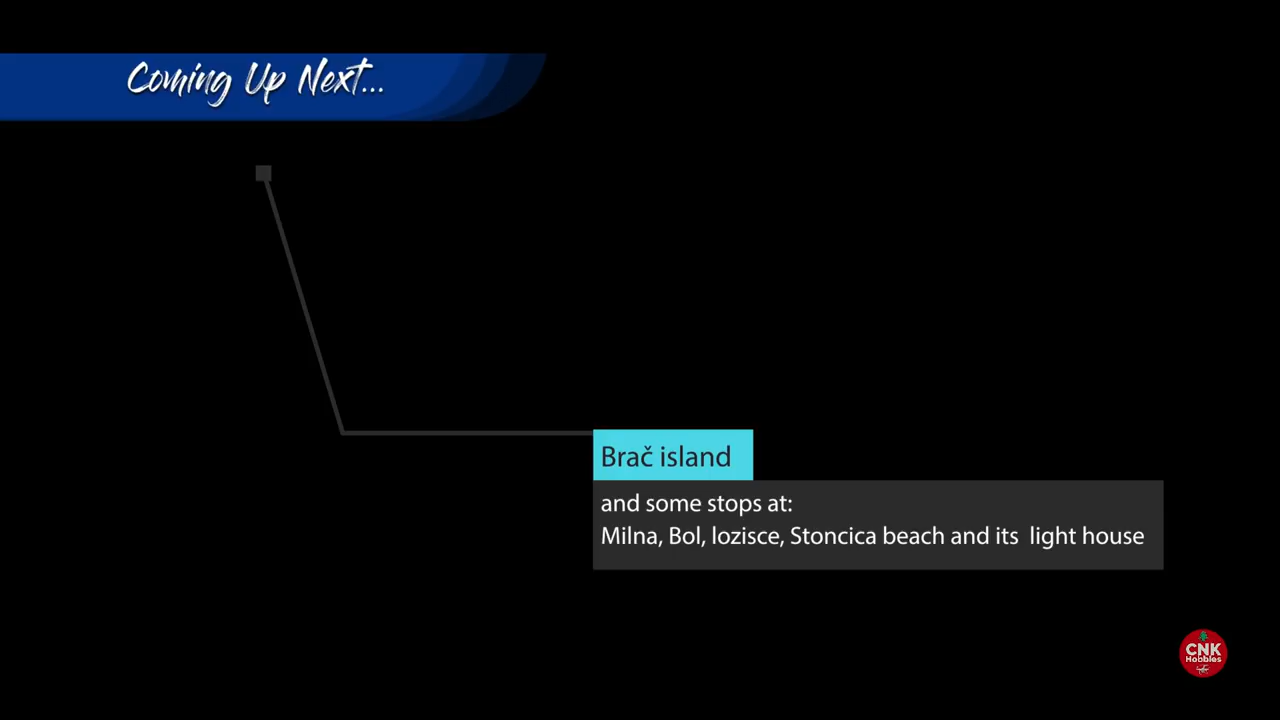 Coming Up Next...
Brač island
and some stops at:
Milna, Bol, lozisce, Stoncica beach and its  light house
CNK
Hobbies